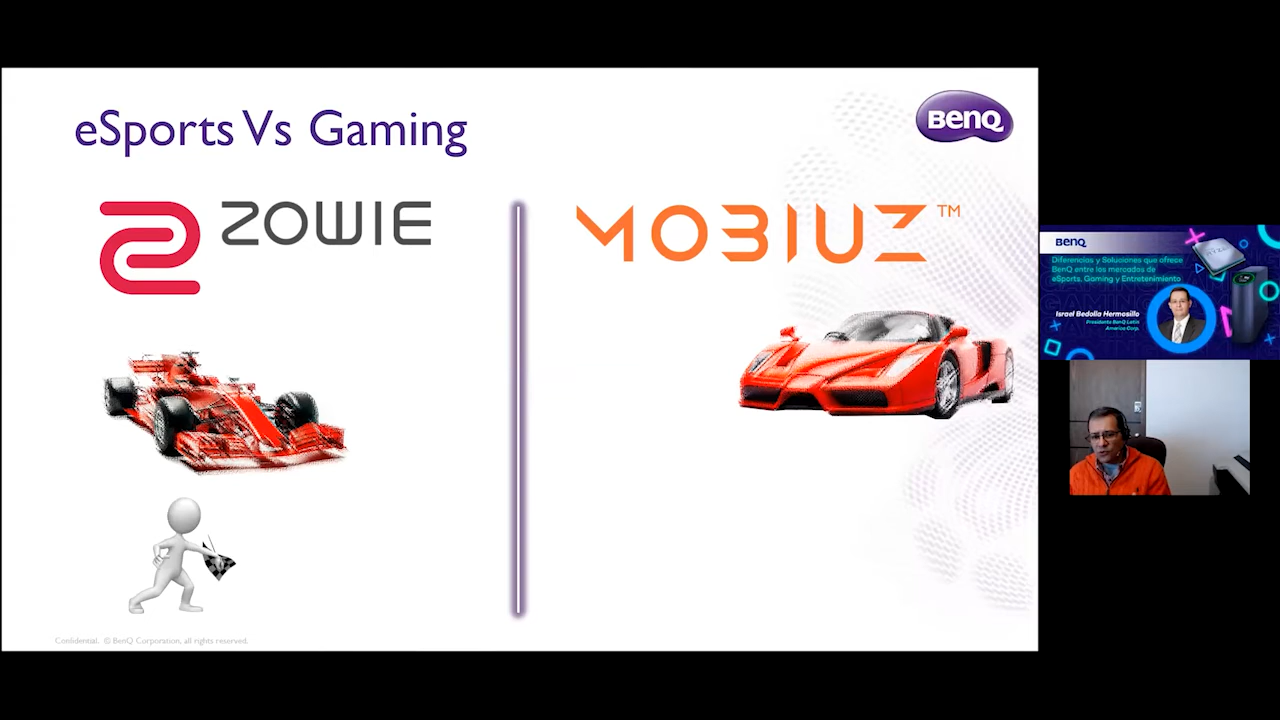 eSports Vs Gaming
BenQ
ZOWIE
MOBIUZ™
Confidential. © BenQ Corporation, all rights reserved.
BenQ
Diferencias y Soluciones que ofrece
BenQ entre los mercados de
eSports, Gaming y Entretenimiento
Israel Bedolla Hermosillo
Presidente BenQ Latin
America Corp.